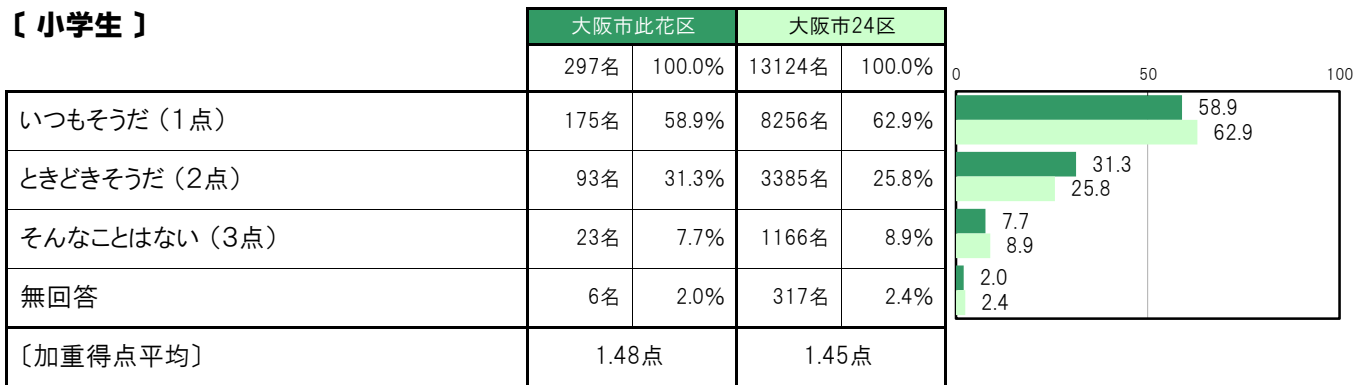 〔 小学生 〕
大阪市此花区 大阪市24区
297名 100.0% 13124名 100.0%
0 50 100
いつもそうだ（１点） 175名 58.9% 8256名 62.9%
58.9
62.9
ときどきそうだ（２点） 93名 31.3% 3385名 25.8%
31.3
25.8
そんなことはない（３点） 23名 7.7% 1166名 8.9%
7.7
8.9
無回答 6名 2.0% 317名 2.4%
2.0
2.4
〔加重得点平均〕 1.48点 1.45点